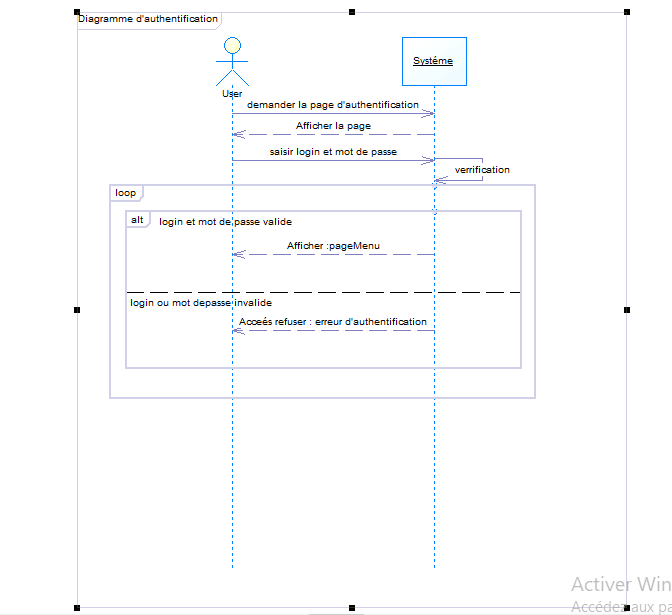 Diagramme d'authentification
Systéme
User
demander la page d'authentification
Afficher la page
saisir login et mot de passe
verrification
loop
alt
login et mot de passe valide
Afficher :pageMenu
login ou mot depasse invalide
Acceés refuser : erreur d'authentification
Activer Win
Accédez aux pa